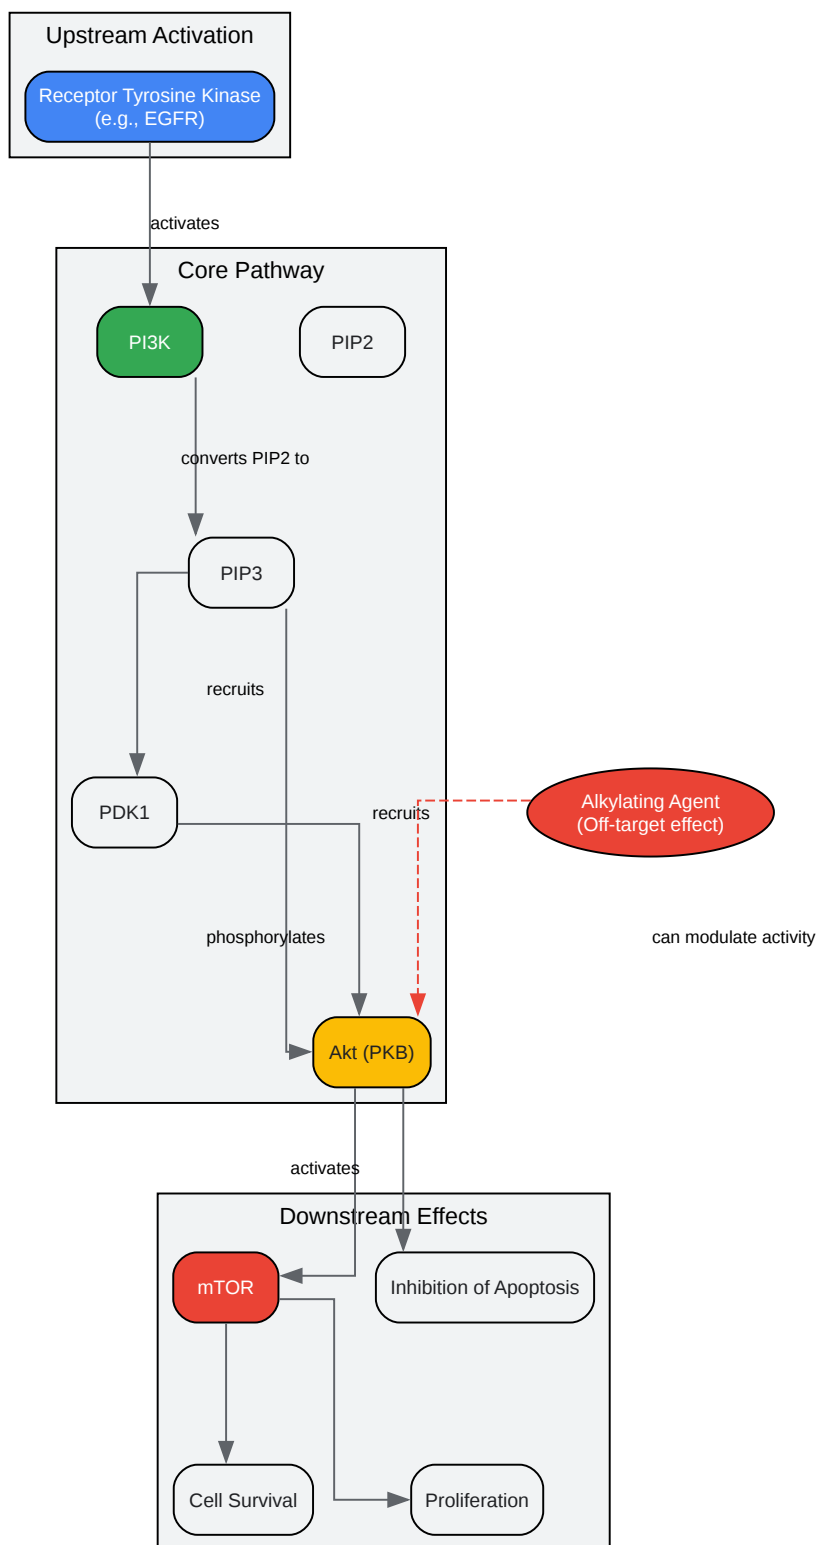 Upstream Activation
Receptor Tyrosine Kinase
(e.g., EGFR)
activates
Core Pathway
PI3K
PIP2
converts PIP2 to
PIP3
recruits
PDK1
recruits
Alkylating Agent
(Off-target effect)
phosphorylates
can modulate activity
Akt (PKB)
activates
Downstream Effects
mTOR
Inhibition of Apoptosis
Cell Survival
Proliferation